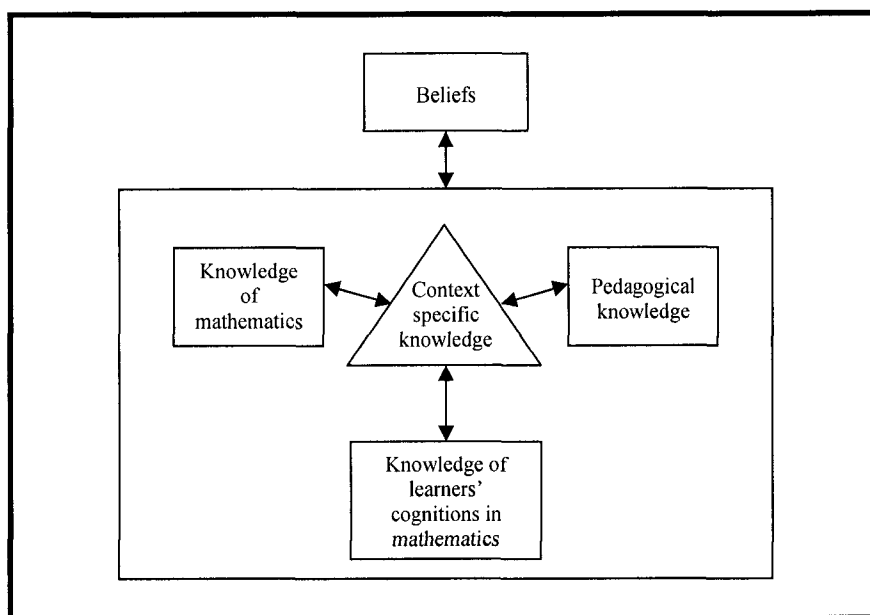 Beliefs
Knowledge
of
mathematics
Context
specific
knowledge
Pedagogical
knowledge
Knowledge of
learners'
cognitions in
mathematics